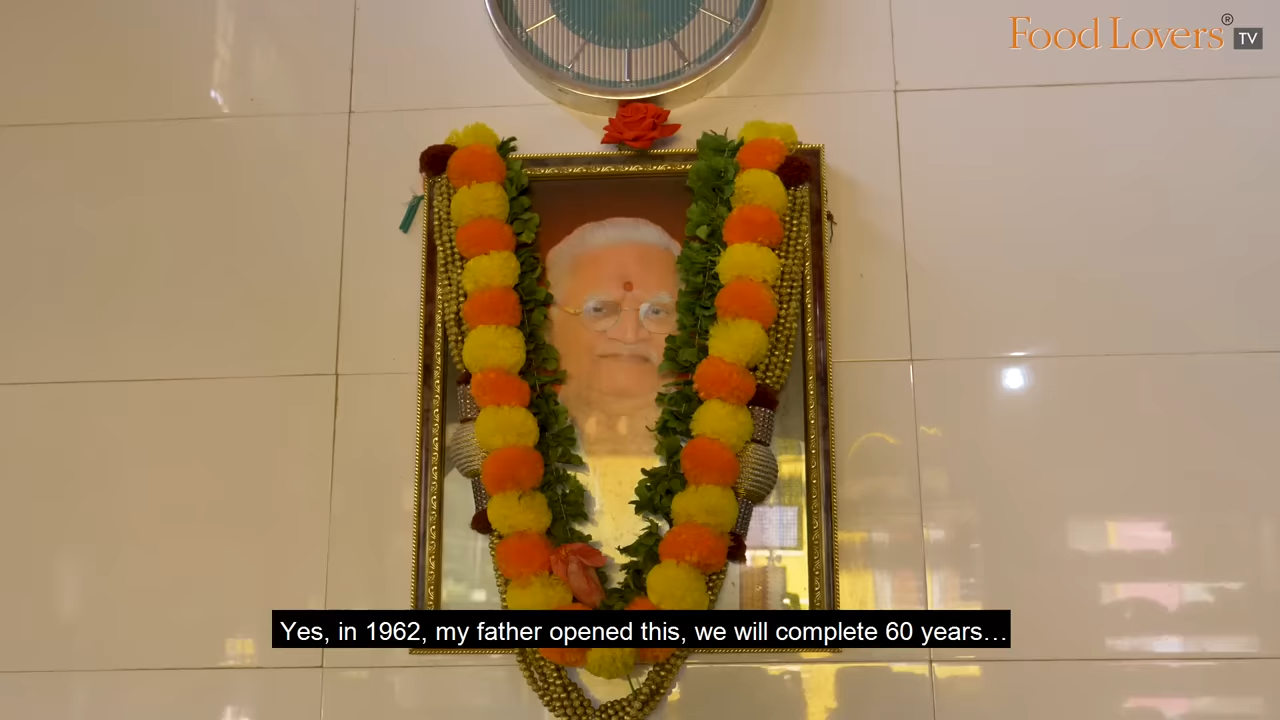 Food Lovers® TV
Yes, in 1962, my father opened this, we will complete 60 years…